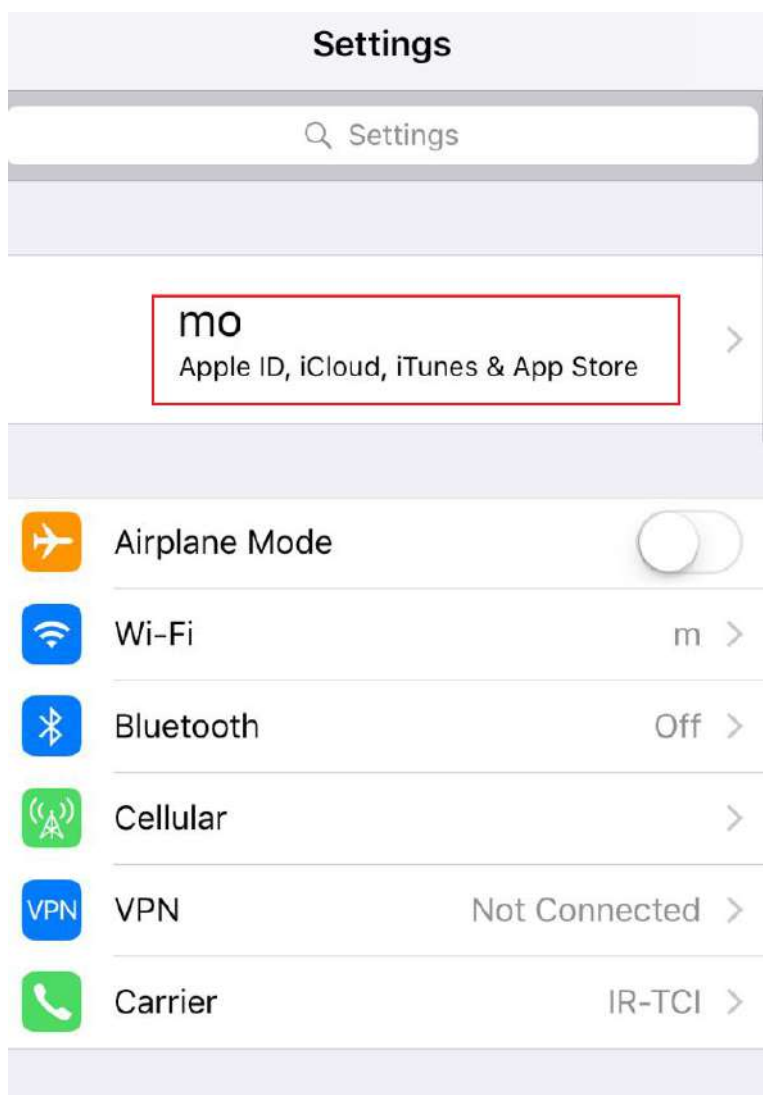 Settings
Settings
mo
Apple ID, iCloud, iTunes & App Store
Airplane Mode
Wi-Fi m
Bluetooth Off
Cellular
VPN VPN Not Connected
Carrier IR-TCI